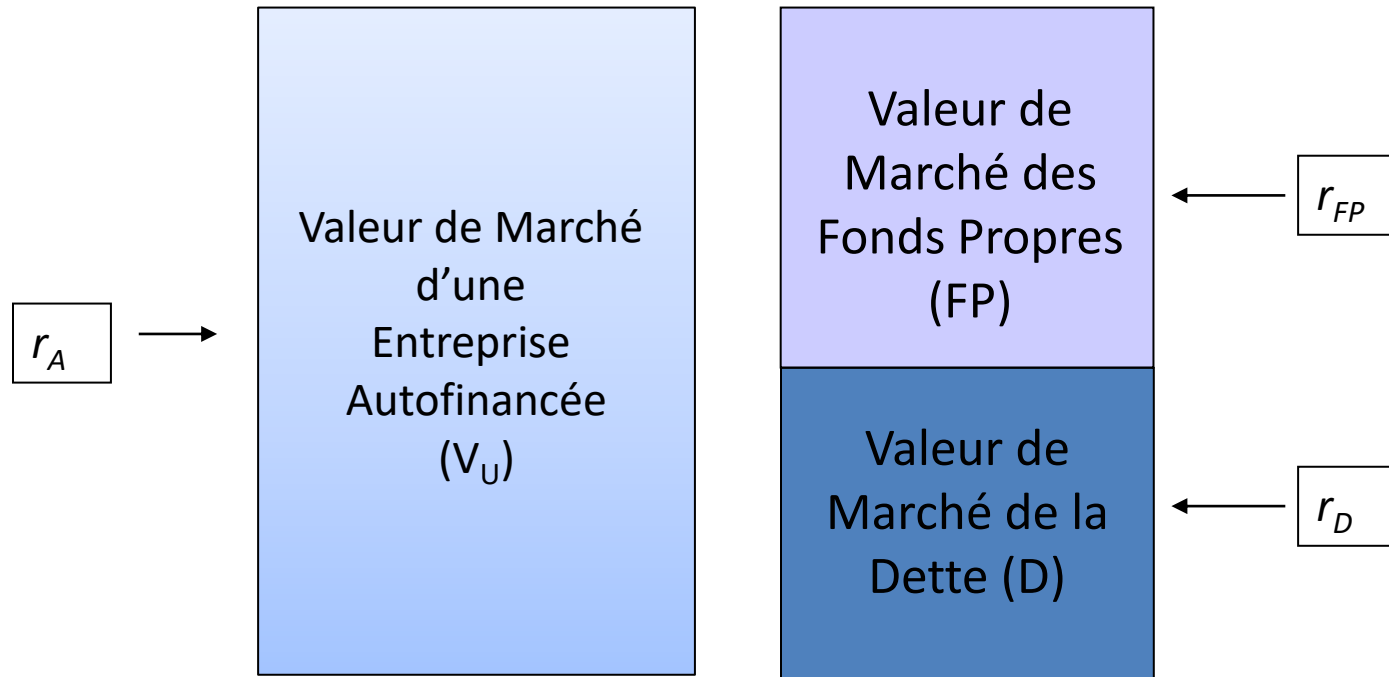 r_A
Valeur de Marché
d’une
Entreprise
Autofinancée
(V_U)
Valeur de
Marché des
Fonds Propres
(FP)
r_FP
Valeur de
Marché de la
Dette (D)
r_D